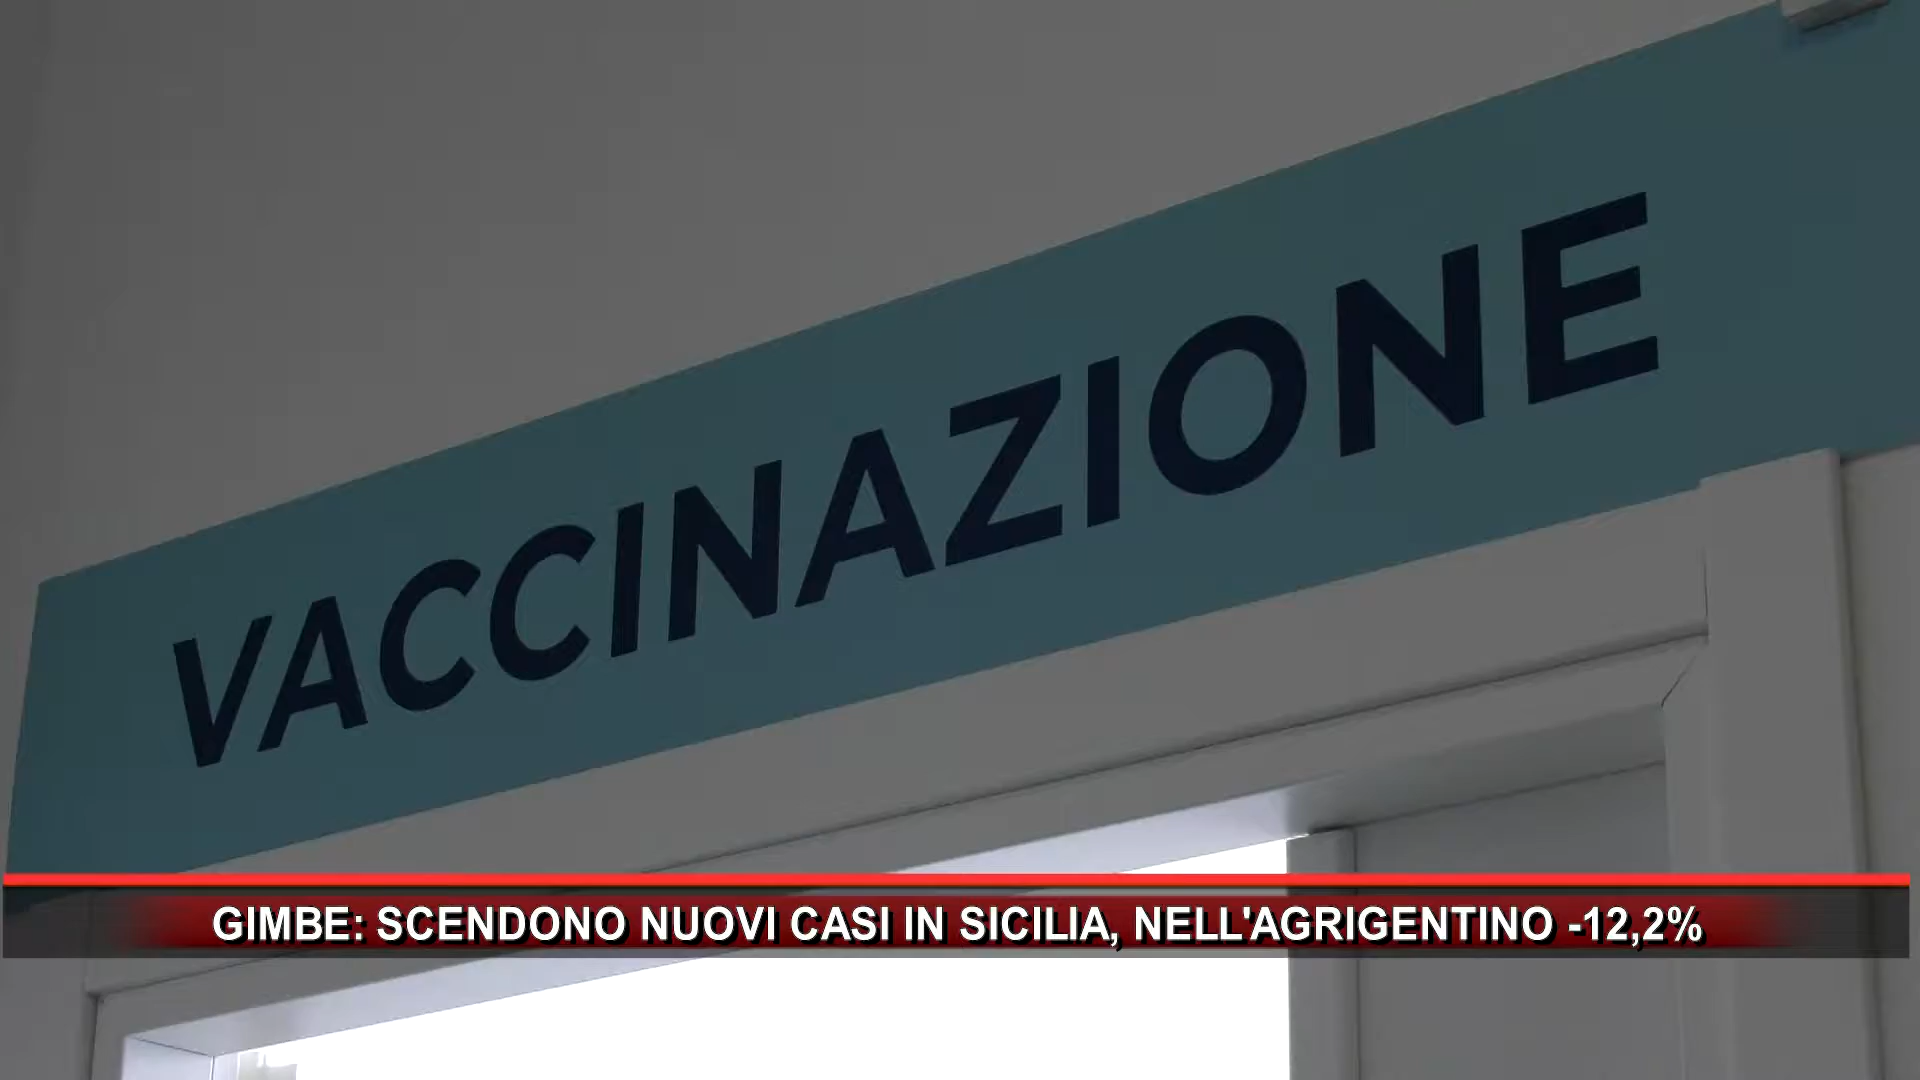 VACCINAZIONE
GIMBE: SCENDONO NUOVI CASI IN SICILIA, NELL'AGRIGENTINO -12,2%